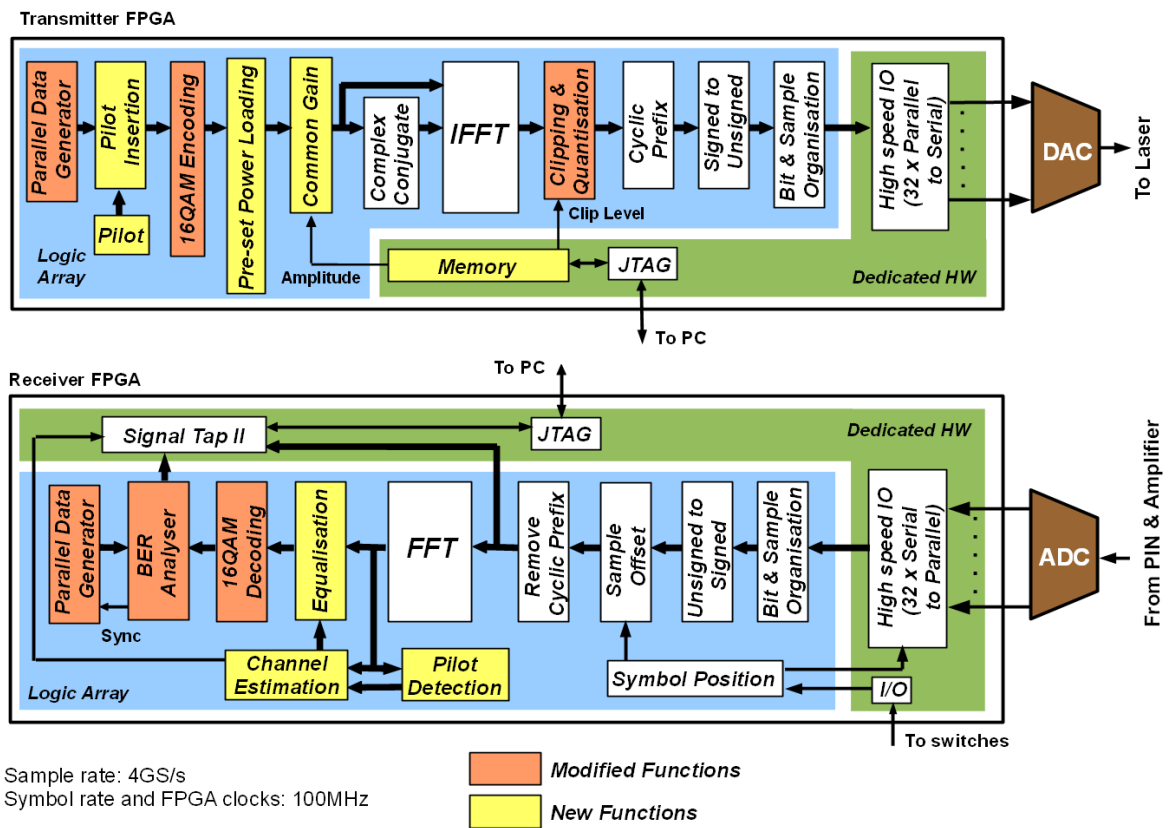 Transmitter FPGA
Parallel Data
Generator
Pilot
Insertion
Pilot
16QAM Encoding
Pre-set Power Loading
Common Gain
Complex
Conjugate
IFFT
Clipping &
Quantisation
Cyclic
Prefix
Signed to
Unsigned
Bit & Sample
Organisation
High speed IO
(32 x Parallel
to Serial)
DAC
To Laser
Logic
Array
Amplitude
Clip Level
Memory
JTAG
Dedicated HW
To PC
Receiver FPGA
To PC
Signal Tap II
JTAG
Dedicated HW
Parallel Data
Generator
BER
Analyser
16QAM
Decoding
Equalisation
FFT
Remove
Cyclic Prefix
Sample
Offset
Unsigned to
Signed
Bit & Sample
Organisation
High speed IO
(32 x Serial
to Parallel)
ADC
From PIN & Amplifier
Sync
Channel
Estimation
Pilot
Detection
Symbol Position
I/O
Logic Array
To switches
Sample rate: 4GS/s
Symbol rate and FPGA clocks: 100MHz
Modified Functions
New Functions